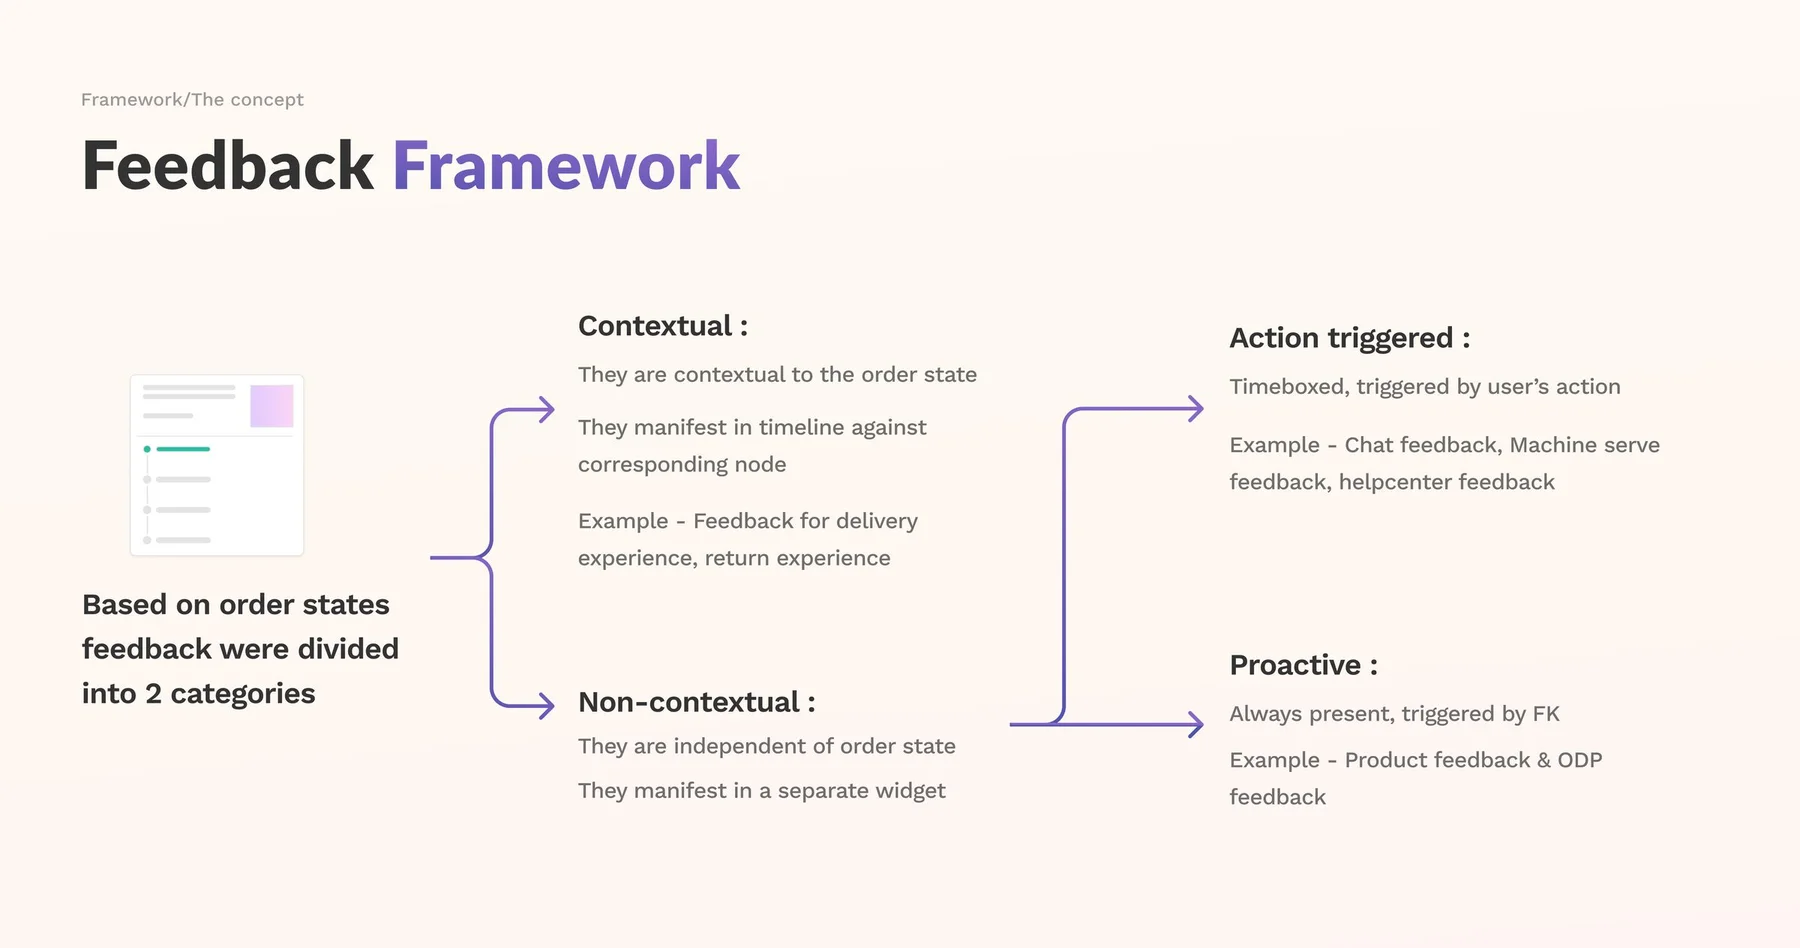 Framework/The concept
Feedback Framework
Based on order states
feedback were divided
into 2 categories
Contextual :
They are contextual to the order state
They manifest in timeline against
corresponding node
Example - Feedback for delivery
experience, return experience
Non-contextual :
They are independent of order state
They manifest in a separate widget
Action triggered :
Timeboxed, triggered by user’s action
Example - Chat feedback, Machine serve
feedback, helpcenter feedback
Proactive :
Always present, triggered by FK
Example - Product feedback & ODP
feedback